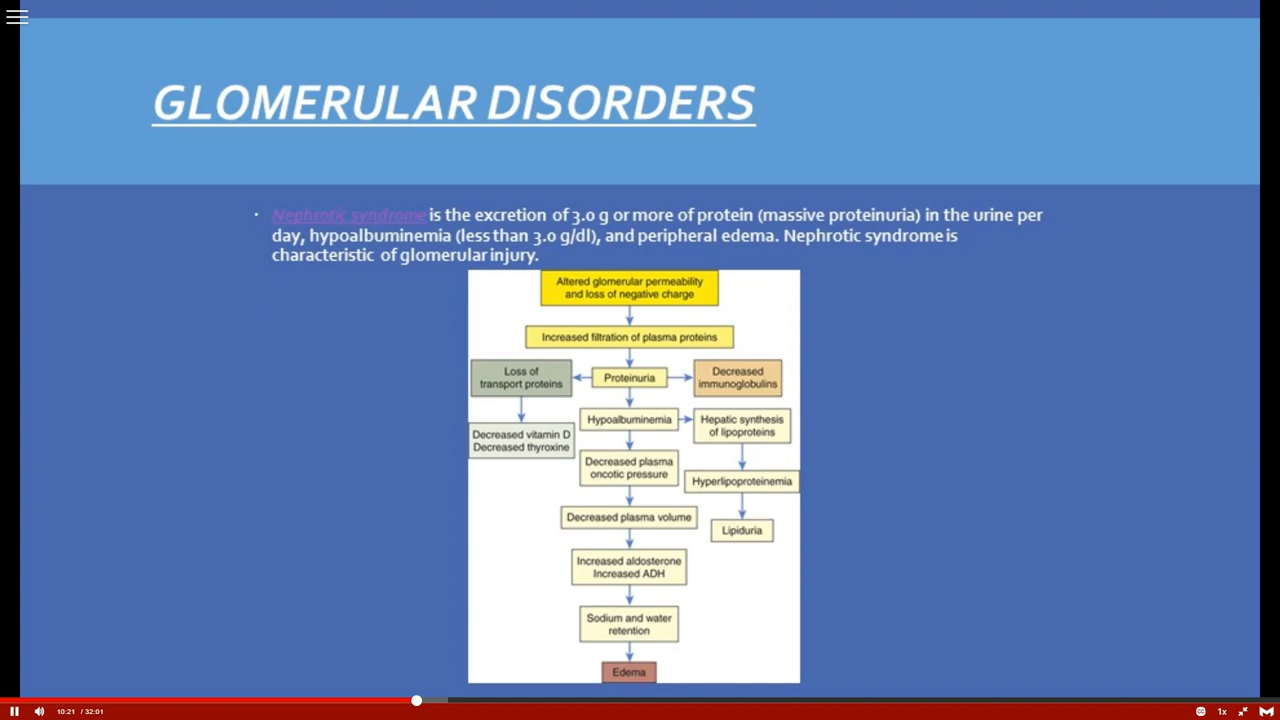 GLOMERULAR DISORDERS
· Nephrotic syndrome is the excretion of 3.0 g or more of protein (massive proteinuria) in the urine per
day, hypoalbuminemia (less than 3.0 g/dl), and peripheral edema. Nephrotic syndrome is
characteristic of glomerular injury.
Altered glomerular permeability
and loss of negative charge
Increased filtration of plasma proteins
Loss of
transport proteins
Proteinuria
Decreased
immunoglobulins
Hypoalbuminemia
Hepatic synthesis
of lipoproteins
Decreased vitamin D
Decreased thyroxine
Decreased plasma
oncotic pressure
Hyperlipoproteinemia
Decreased plasma volume
Lipiduria
Increased aldosterone
Increased ADH
Sodium and water
retention
Edema
10:21 / 32:01
CC
1x